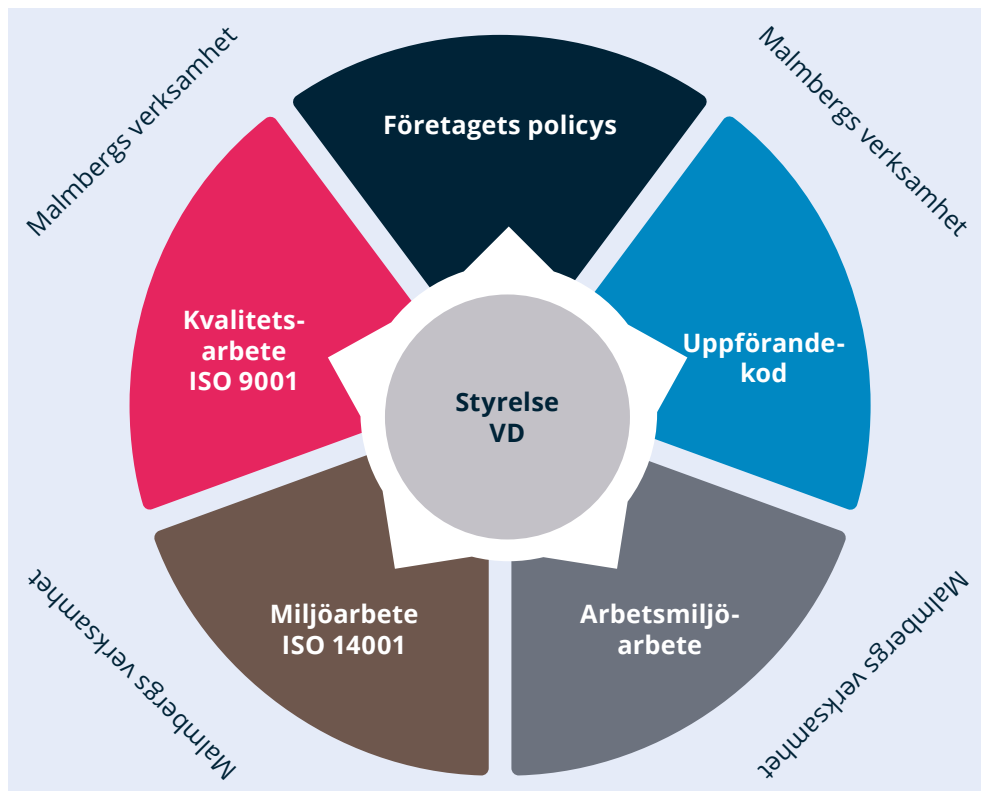 Malmbergs verksamhet
Malmbergs verksamhet
Företagets policys
Kvalitets-
arbete
ISO 9001
Uppförande-
kod
Styrelse
VD
Miljöarbete
ISO 14001
Arbetsmiljö-
arbete
Malmbergs verksamhet
Malmbergs verksamhet